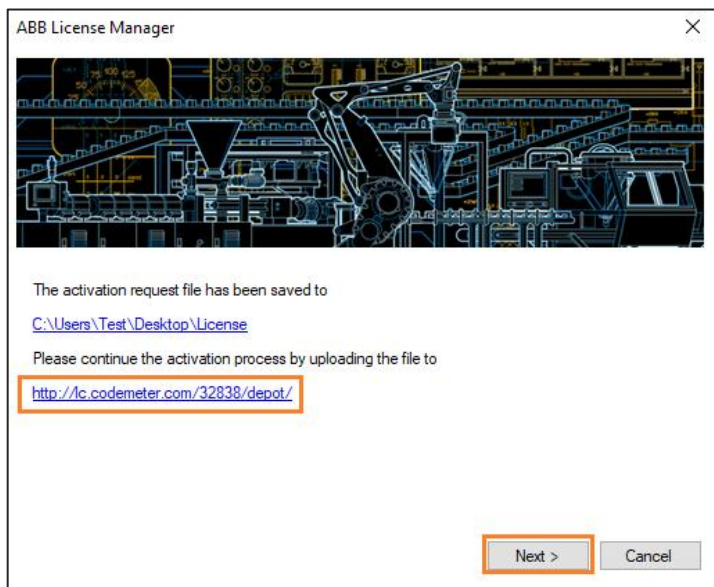 ABB License Manager
The activation request file has been saved to
C:\Users\Test\Desktop\License
Please continue the activation process by uploading the file to
http://lc.codemeter.com/32838/depot/
Next >
Cancel